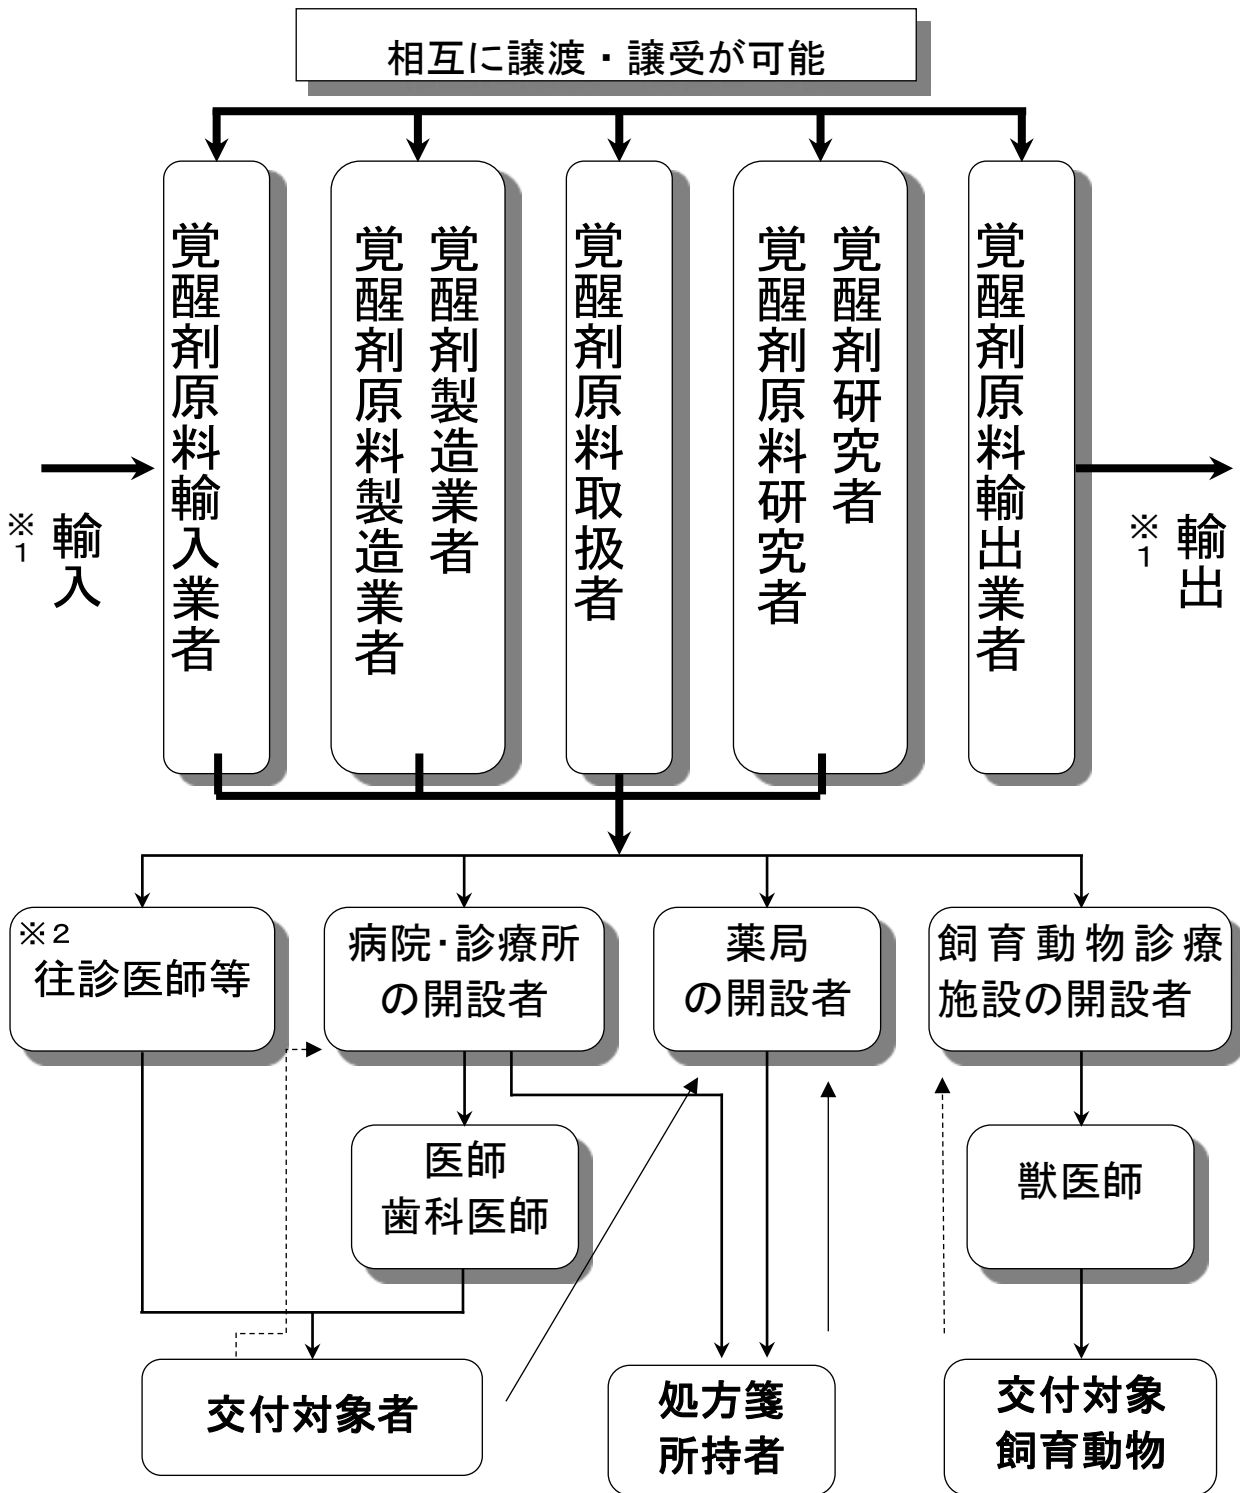 相互に譲渡・譲受が可能
覚醒剤原料輸入業者
覚醒剤製造業者
覚醒剤原料製造業者
覚醒剤原料取扱者
覚醒剤研究者
覚醒剤原料研究者
覚醒剤原料輸出業者
輸入
※1
輸出
※1
※2
往診医師等
病院・診療所
の開設者
薬局
の開設者
飼育動物診療
施設の開設者
医師
歯科医師
獣医師
交付対象者
処方箋
所持者
交付対象
飼育動物